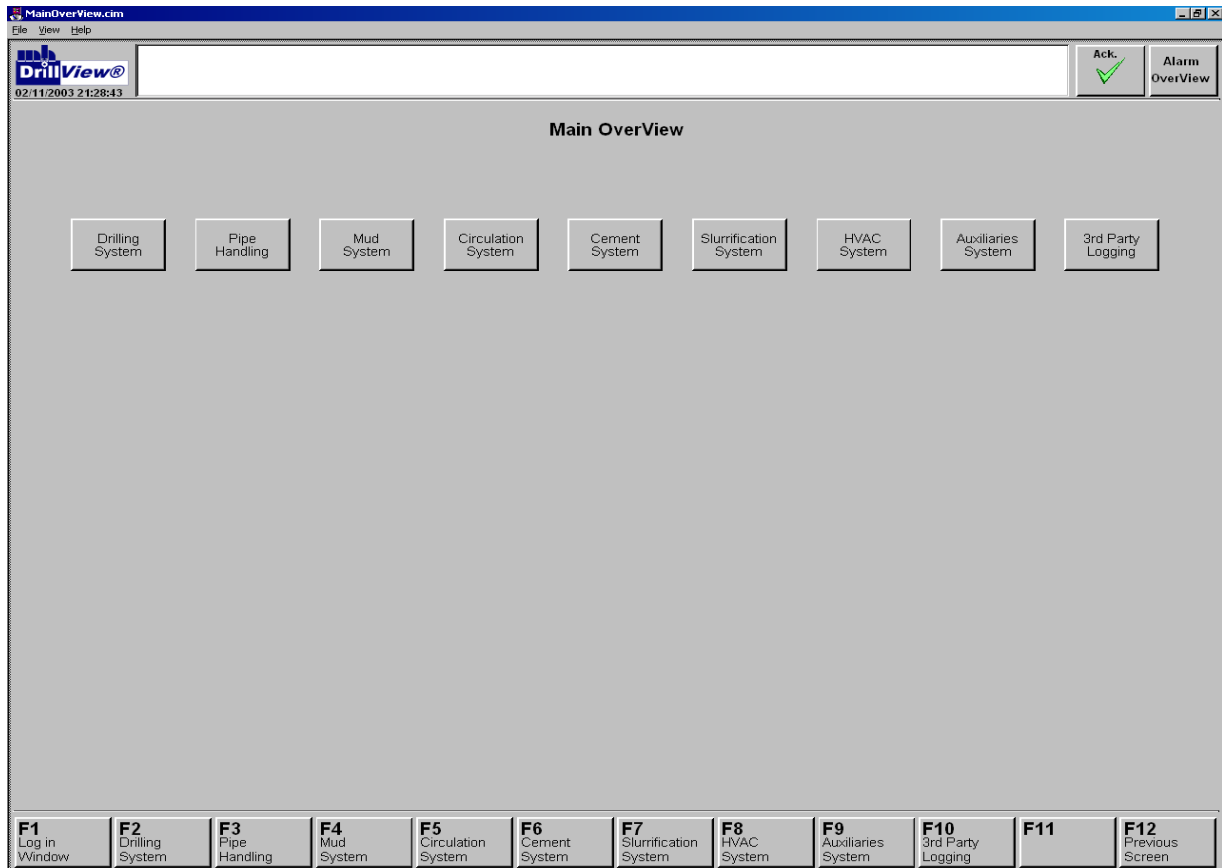 MainOverView.cim
File View Help
mh
DrillView®
02/11/2003 21:28:43
Ack.
Alarm
OverView
Main OverView
Drilling
System
Pipe
Handling
Mud
System
Circulation
System
Cement
System
Slurrification
System
HVAC
System
Auxiliaries
System
3rd Party
Logging
F1
Log in
Window
F2
Drilling
System
F3
Pipe
Handling
F4
Mud
System
F5
Circulation
System
F6
Cement
System
F7
Slurrification
System
F8
HVAC
System
F9
Auxiliaries
System
F10
3rd Party
Logging
F11
F12
Previous
Screen